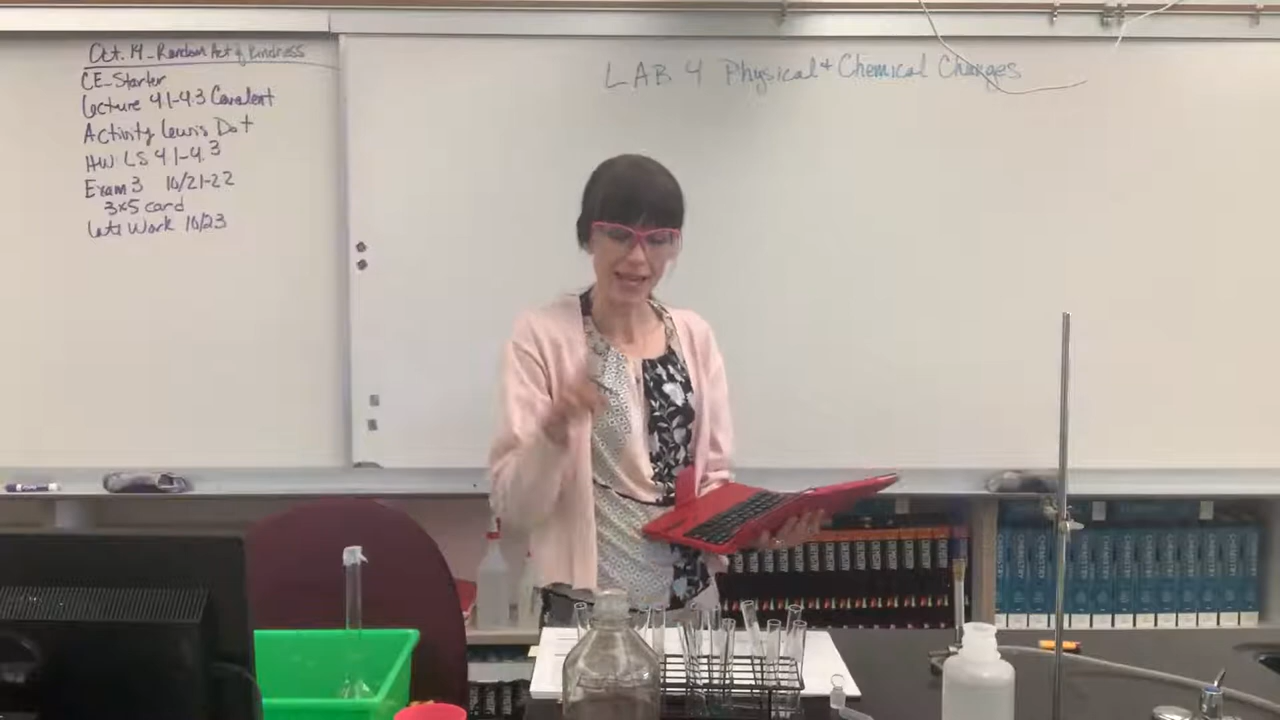 Oct. 14 - Random Act of Kindness
CE-Starter
Lecture 4.1-4.3 Covalent
Activity Lewis Dot
HW LS 4.1-4.3
Exam 3 10/21-22
3x5 card
Late Work 10/23
LAB 4 Physical + Chemical Changes
CHEMISTRY